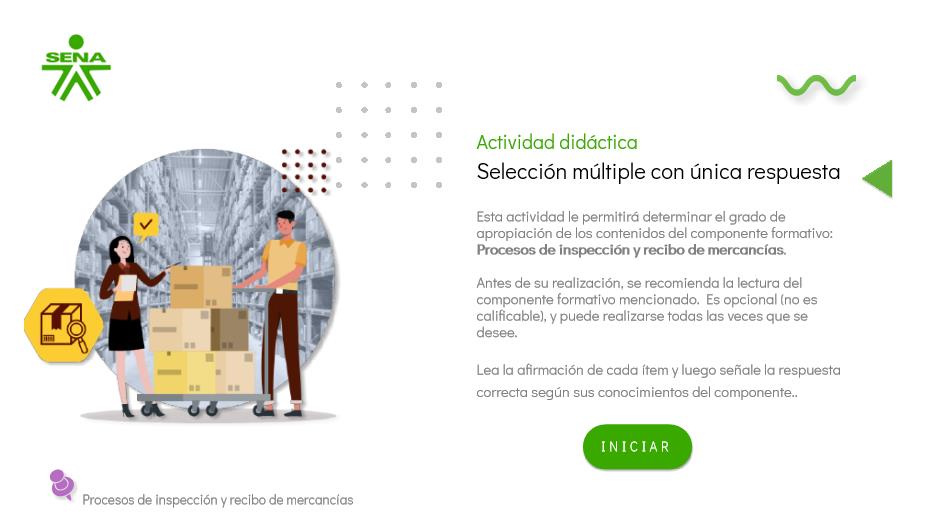 SENA
Actividad didáctica
Selección múltiple con única respuesta
Esta actividad le permitirá determinar el grado de
apropiación de los contenidos del componente formativo:
Procesos de inspección y recibo de mercancías.
Antes de su realización, se recomienda la lectura del
componente formativo mencionado. Es opcional (no es
calificable), y puede realizarse todas las veces que se
desee.
Lea la afirmación de cada ítem y luego señale la respuesta
correcta según sus conocimientos del componente..
INICIAR
Procesos de inspección y recibo de mercancías